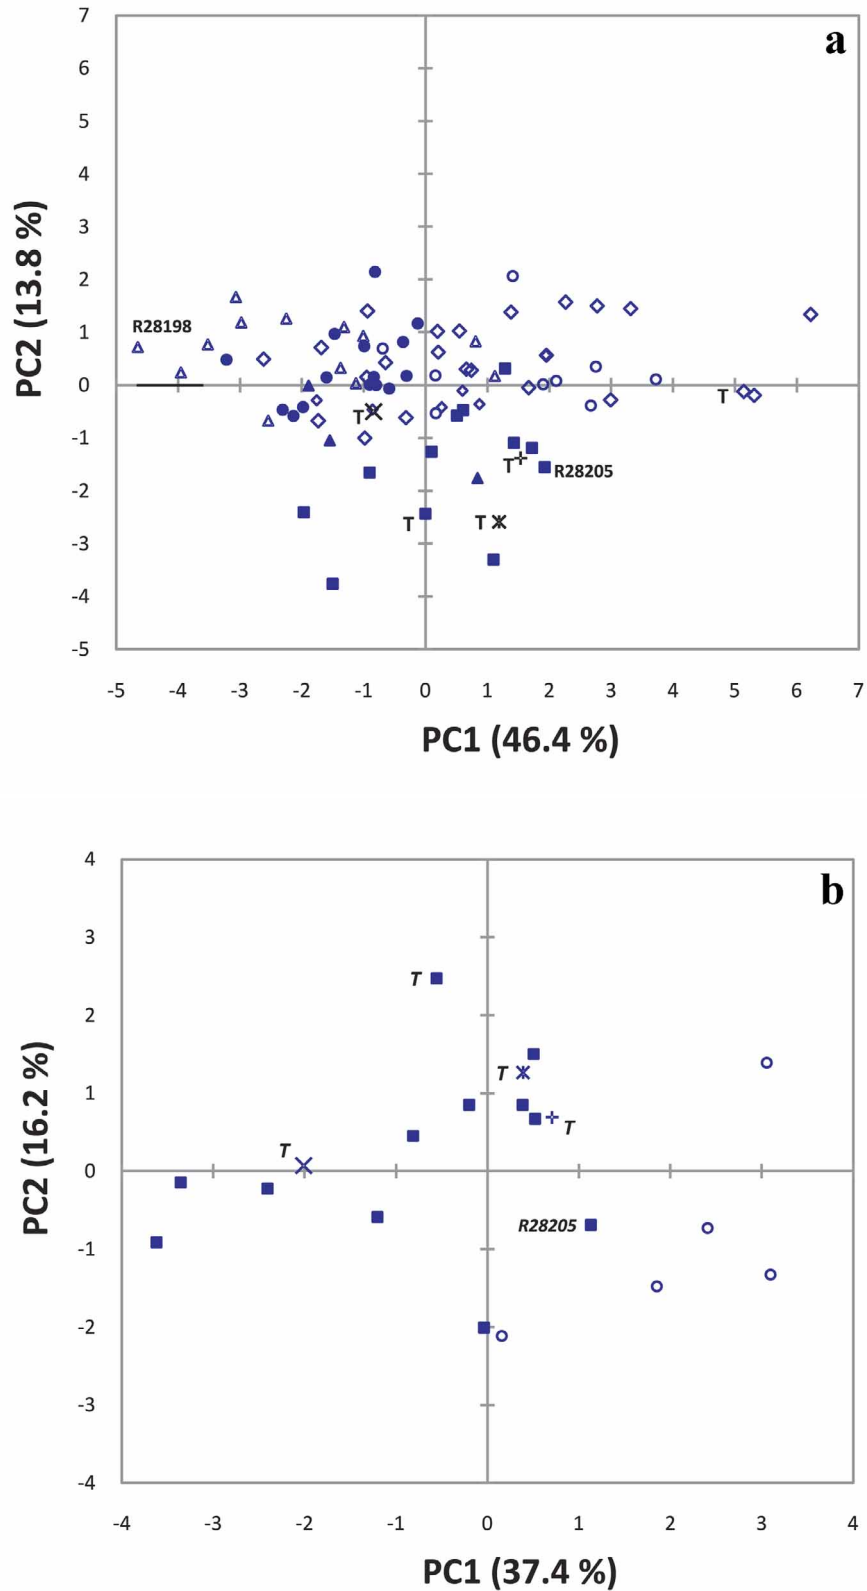 a
7
6
5
4
3
2
1
0
-1
-2
-3
-4
-5
PC2 (13.8 %)
R28198
T
T
T
R28205
T
T
-5 -4 -3 -2 -1 0 1 2 3 4 5 6 7
PC1 (46.4 %)
b
4
3
2
1
0
-1
-2
-3
-4
PC2 (16.2 %)
T
T
T
T
R28205
-4 -3 -2 -1 0 1 2 3 4
PC1 (37.4 %)